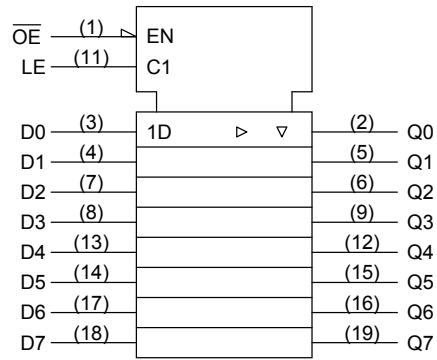 O̅E̅ (1) EN
LE (11) C1
D0 (3) 1D (2) Q0
D1 (4) (5) Q1
D2 (7) (6) Q2
D3 (8) (9) Q3
D4 (13) (12) Q4
D5 (14) (15) Q5
D6 (17) (16) Q6
D7 (18) (19) Q7